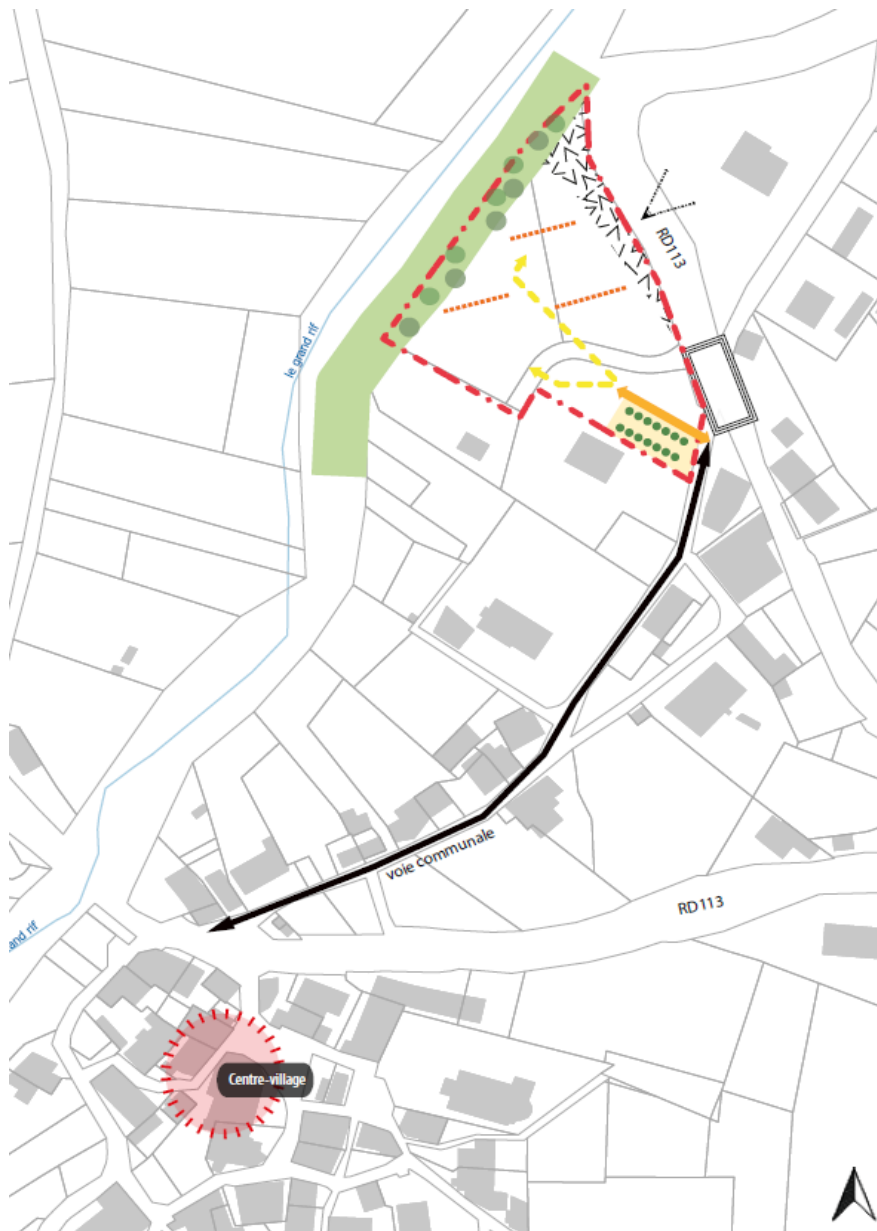 RD113
le grand rif
voie communale
RD113
and rif
Centre-village